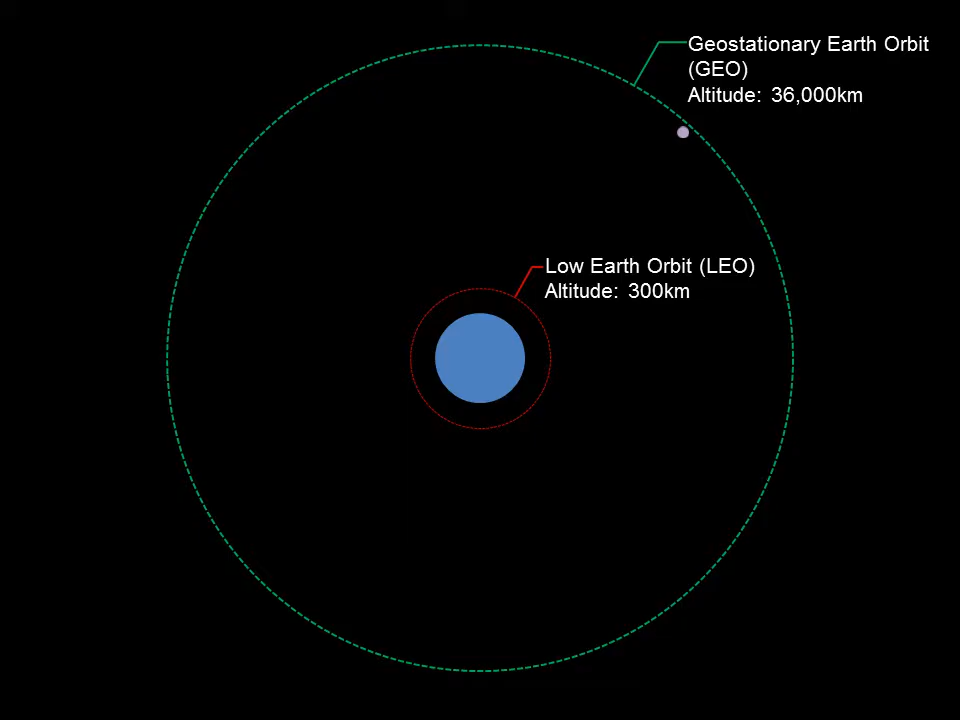 Geostationary Earth Orbit
(GEO)
Altitude: 36,000km
Low Earth Orbit (LEO)
Altitude: 300km